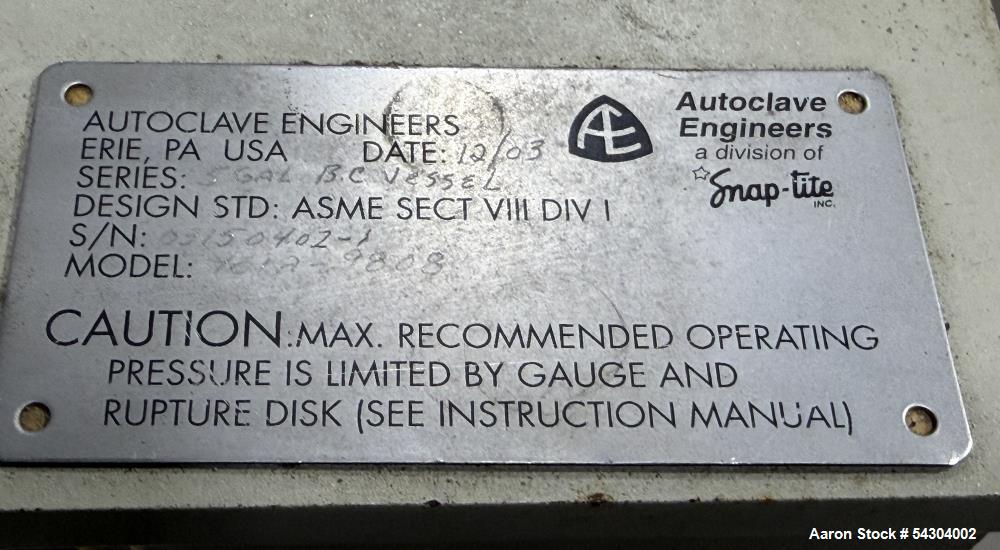 AUTOCLAVE ENGINEERS
ERIE, PA USA DATE: 12/03
SERIES: GAL B.C VESSEL
DESIGN STD: ASME SECT VIII DIV I
S/N:
MODEL:
AE
Autoclave
Engineers
a division of
Snap-tite
INC.
CAUTION: MAX. RECOMMENDED OPERATING
PRESSURE IS LIMITED BY GAUGE AND
RUPTURE DISK (SEE INSTRUCTION MANUAL)
Aaron Stock # 54304002